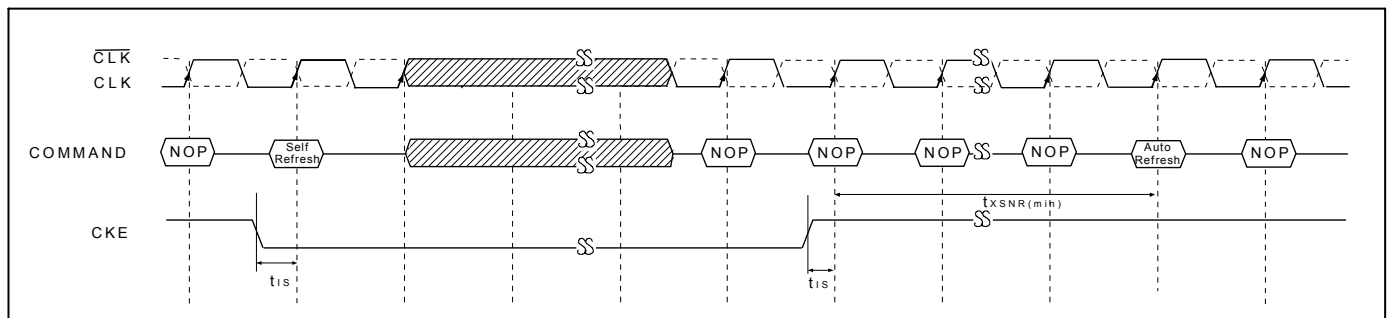 CLK
CLK
COMMAND NOP Self Refresh NOP NOP NOP NOP Auto Refresh NOP
tXSNR(min)
CKE
tIS tIS